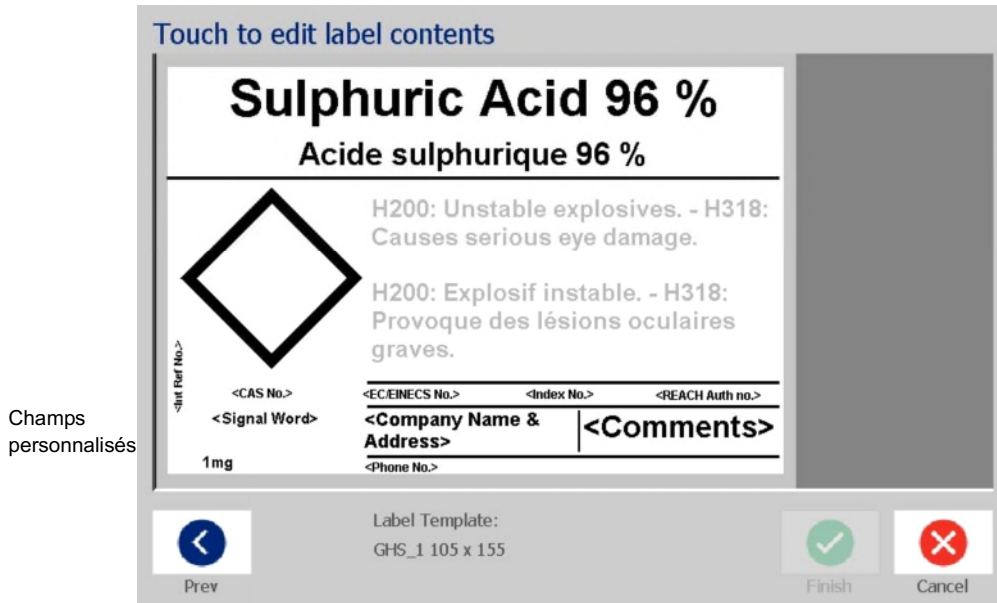 Touch to edit label contents
Sulphuric Acid 96 %
Acide sulphurique 96 %
H200: Unstable explosives. - H318:
Causes serious eye damage.
H200: Explosif instable. - H318:
Provoque des lésions oculaires
graves.
<Int Ref No.>
<CAS No.>
<EC/EINECS No.>
<Index No.>
<REACH Auth no.>
Champs
personnalisés
<Signal Word>
<Company Name &
Address>
<Comments>
1mg
<Phone No.>
Label Template:
GHS_1 105 x 155
Prev
Finish
Cancel